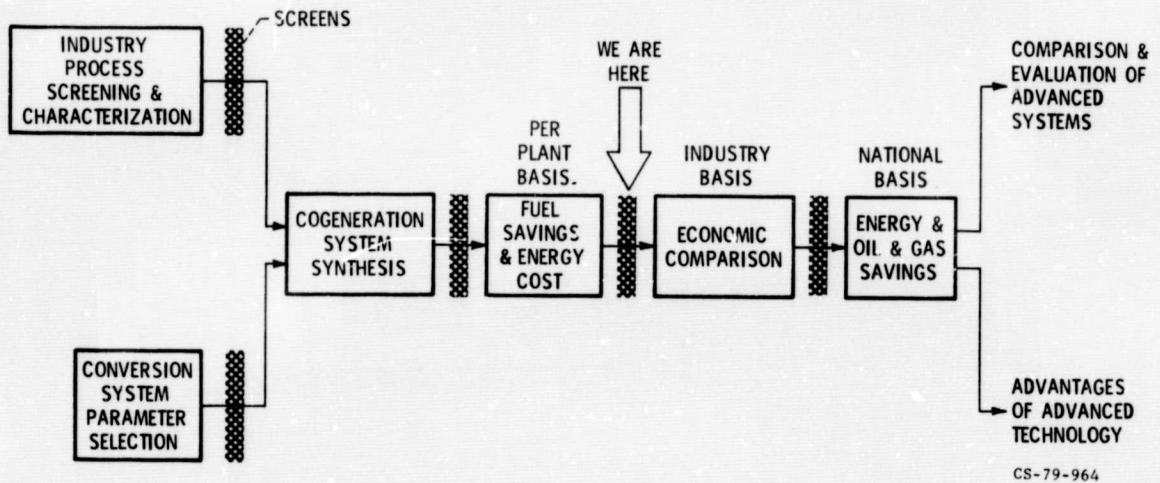 SCREENS
INDUSTRY
PROCESS
SCREENING &
CHARACTERIZATION
CONVERSION
SYSTEM
PARAMETER
SELECTION
COGENERATION
SYSTEM
SYNTHESIS
PER
PLANT
BASIS.
FUEL
SAVINGS
& ENERGY
COST
WE ARE
HERE
INDUSTRY
BASIS
ECONOMIC
COMPARISON
NATIONAL
BASIS
ENERGY &
OIL & GAS
SAVINGS
COMPARISON &
EVALUATION OF
ADVANCED
SYSTEMS
ADVANTAGES
OF ADVANCED
TECHNOLOGY
CS-79-964